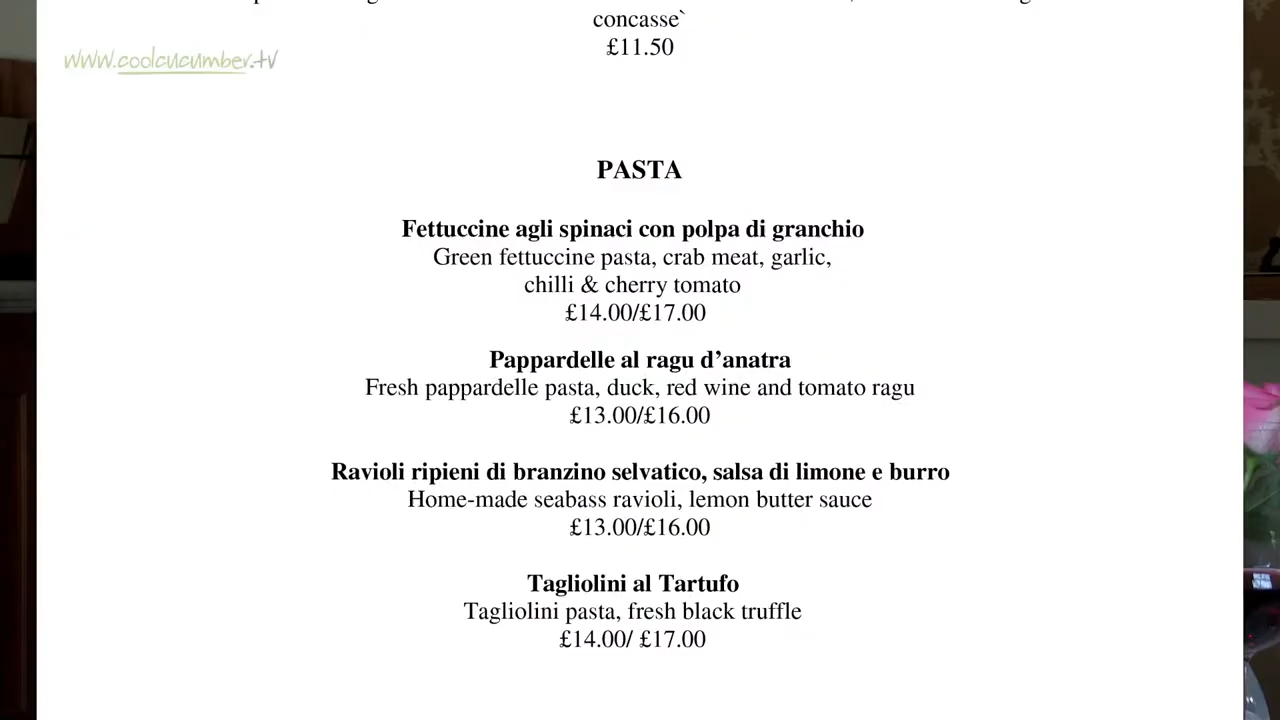 concasse`
£11.50
www.coolcucumber.tv
PASTA
Fettuccine agli spinaci con polpa di granchio
Green fettuccine pasta, crab meat, garlic,
chilli & cherry tomato
£14.00/£17.00
Pappardelle al ragu d’anatra
Fresh pappardelle pasta, duck, red wine and tomato ragu
£13.00/£16.00
Ravioli ripieni di branzino selvatico, salsa di limone e burro
Home-made seabass ravioli, lemon butter sauce
£13.00/£16.00
Tagliolini al Tartufo
Tagliolini pasta, fresh black truffle
£14.00/ £17.00